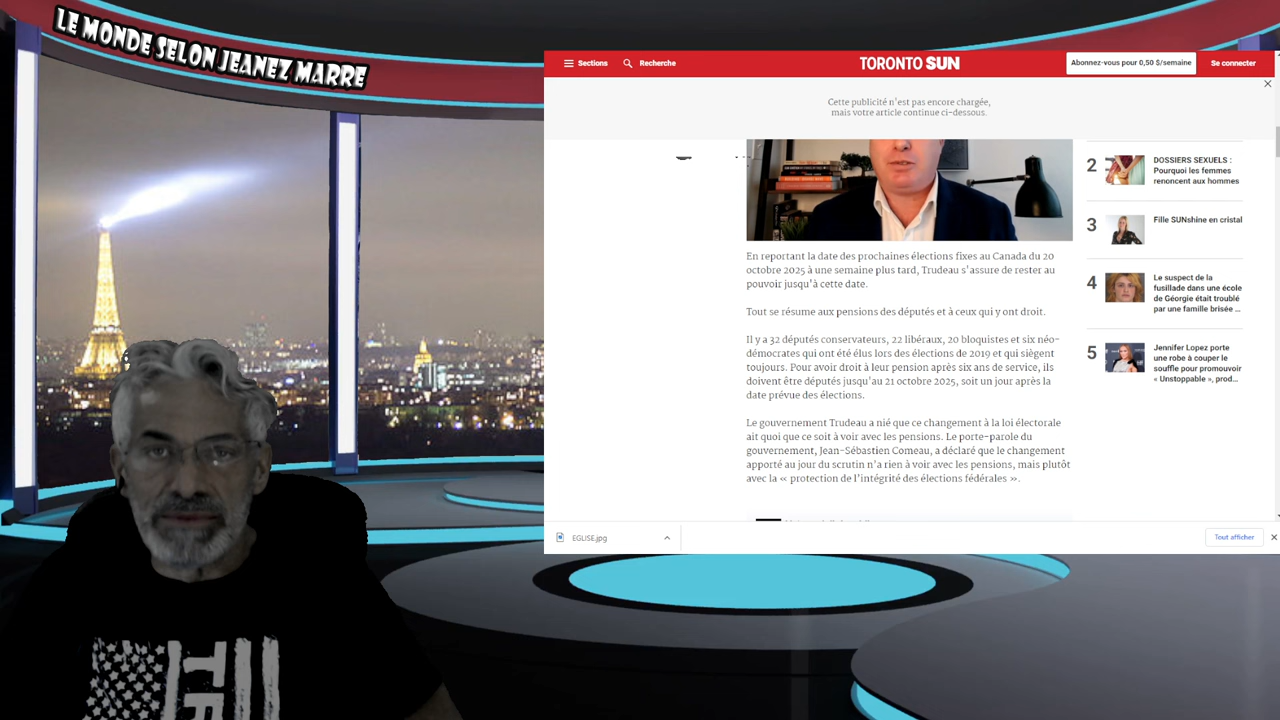 LE MONDE SELON JEANEZ MARRE
Sections
Recherche
TORONTO SUN
Abonnez-vous pour 0,50 $/semaine
Se connecter
Cette publicité n'est pas encore chargée,
mais votre article continue ci-dessous.
En reportant la date des prochaines élections fixes au Canada du 20
octobre 2025 à une semaine plus tard, Trudeau s'assure de rester au
pouvoir jusqu'à cette date.
Tout se résume aux pensions des députés et à ceux qui y ont droit.
Il y a 32 députés conservateurs, 22 libéraux, 20 bloquistes et six néo-
démocrates qui ont été élus lors des élections de 2019 et qui siègent
toujours. Pour avoir droit à leur pension après six ans de service, ils
doivent être députés jusqu'au 21 octobre 2025, soit un jour après la
date prévue des élections.
Le gouvernement Trudeau a nié que ce changement à la loi électorale
ait quoi que ce soit à voir avec les pensions. Le porte-parole du
gouvernement, Jean-Sébastien Comeau, a déclaré que le changement
apporté au jour du scrutin n'a rien à voir avec les pensions, mais plutôt
avec la « protection de l'intégrité des élections fédérales ».
2
DOSSIERS SEXUELS :
Pourquoi les femmes
renoncent aux hommes
3
Fille SUNshine en cristal
4
Le suspect de la
fusillade dans une école
de Géorgie était troublé
par une famille brisée ...
5
Jennifer Lopez porte
une robe à couper le
souffle pour promouvoir
« Unstoppable », prod...
EGLISE.jpg
Tout afficher